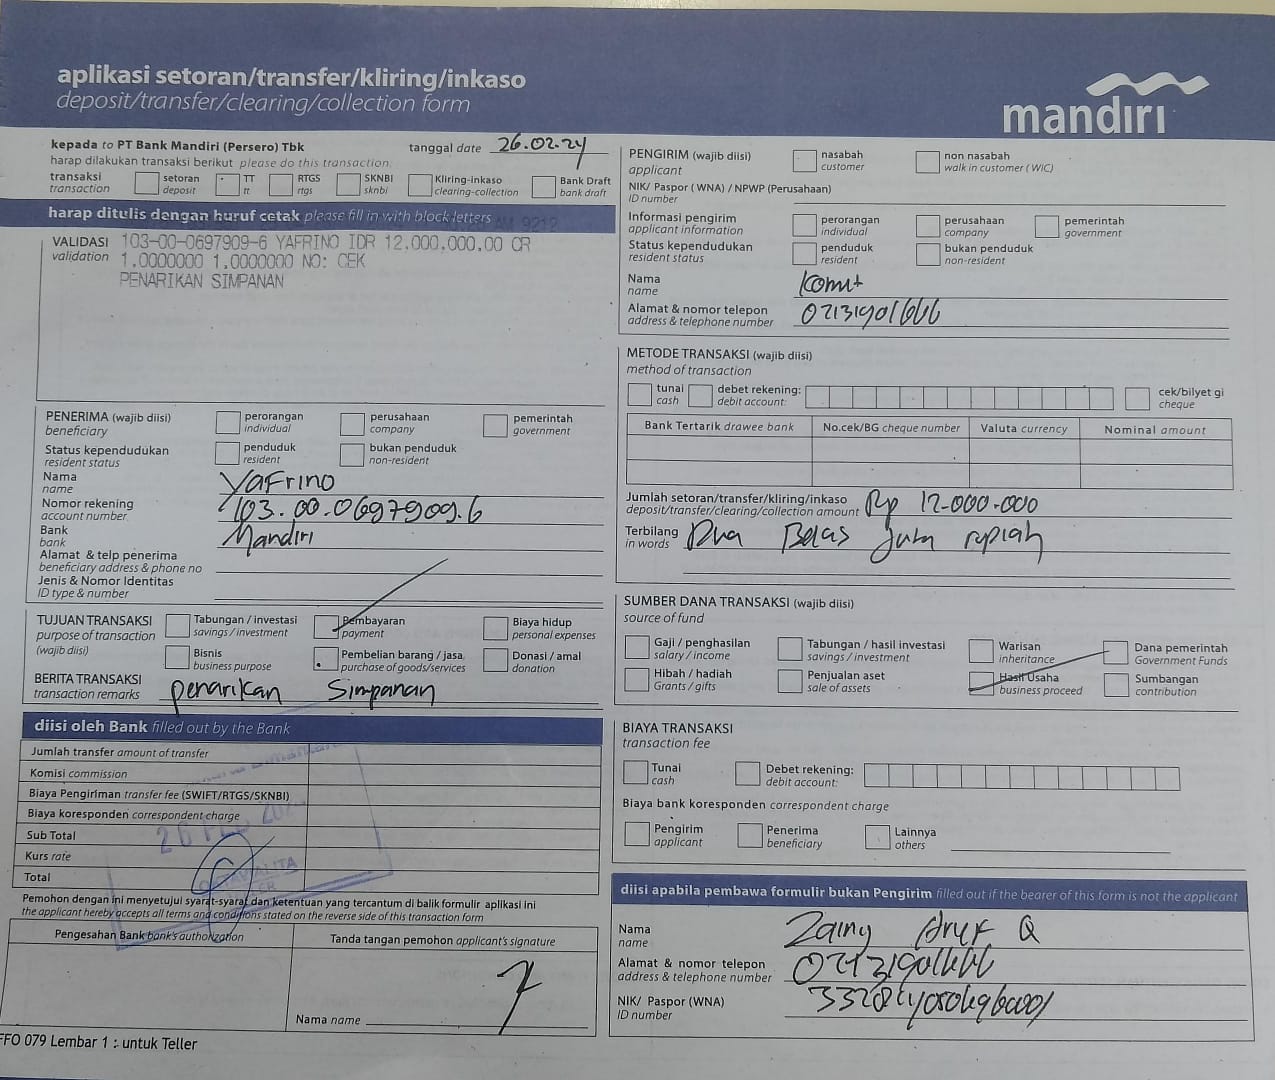 aplikasi setoran/transfer/kliring/inkaso
deposit/transfer/clearing/collection form
mandiri
kepada to PT Bank Mandiri (Persero) Tbk
tanggal date 26.02.24
harap dilakukan transaksi berikut please do this transaction.
transaksi setoran TT RTGS SKNBI Kliring-inkaso Bank Draft
transaction deposit tt rtgs sknbi clearing-collection bank draft
harap ditulis dengan huruf cetak please fill in with block letters
VALIDASI 103-00-0697909-6 YAFRINO IDR 12,000,000.00 CR
validation 1.0000000 1.0000000 NO: CEK
PENARIKAN SIMPANAN
PENERIMA (wajib diisi) perorangan perusahaan pemerintah
beneficiary individual company government
Status kependudukan penduduk bukan penduduk
resident status resident non-resident
Nama Yafrino
name
Nomor rekening 103.00.0697909.6
account number
Bank Mandiri
bank
Alamat & telp penerima
beneficiary address & phone no
Jenis & Nomor Identitas
ID type & number
TUJUAN TRANSAKSI Tabungan / investasi Pembayaran Biaya hidup
purpose of transaction savings / investment payment personal expenses
(wajib diisi) Bisnis Pembelian barang / jasa Donasi / amal
business purpose purchase of goods/services donation
BERITA TRANSAKSI
transaction remarks penarikan Simpanan
diisi oleh Bank filled out by the Bank
Jumlah transfer amount of transfer
Komisi commission
Biaya Pengiriman transfer fee (SWIFT/RTGS/SKNBI)
Biaya koresponden correspondent charge
Sub Total
Kurs rate
Total
26 FEB
Pemohon dengan ini menyetujui syarat-syarat dan ketentuan yang tercantum di balik formulir aplikasi ini
the applicant hereby accepts all terms and conditions stated on the reverse side of this transaction form
Pengesahan Bank bank's authorization Tanda tangan pemohon applicant's signature
Nama name
FFO 079 Lembar 1 : untuk Teller
PENGIRIM (wajib diisi) nasabah non nasabah
applicant customer walk in customer (WIC)
NIK/ Paspor (WNA) / NPWP (Perusahaan)
ID number
Informasi pengirim perorangan perusahaan pemerintah
applicant information individual company government
Status kependudukan penduduk bukan penduduk
resident status resident non-resident
Nama
name
Alamat & nomor telepon 02131901666
address & telephone number
METODE TRANSAKSI (wajib diisi)
method of transaction
tunai debet rekening: cek/bilyet gi
cash debit account: cheque
Bank Tertarik drawee bank No.cek/BG cheque number Valuta currency Nominal amount
Jumlah setoran/transfer/kliring/inkaso Rp 12.000.000
deposit/transfer/clearing/collection amount
Terbilang Dua Belas Juta rupiah
in words
SUMBER DANA TRANSAKSI (wajib diisi)
source of fund
Gaji / penghasilan Tabungan / hasil investasi Warisan Dana pemerintah
salary / income savings / investment inheritance Government Funds
Hibah / hadiah Penjualan aset Hasil Usaha Sumbangan
Grants / gifts sale of assets business proceed contribution
BIAYA TRANSAKSI
transaction fee
Tunai Debet rekening:
cash debit account:
Biaya bank koresponden correspondent charge
Pengirim Penerima Lainnya
applicant beneficiary others
diisi apabila pembawa formulir bukan Pengirim filled out if the bearer of this form is not the applicant
Nama Zainy Q
name
Alamat & nomor telepon 02131901666
address & telephone number
NIK/ Paspor (WNA)
ID number